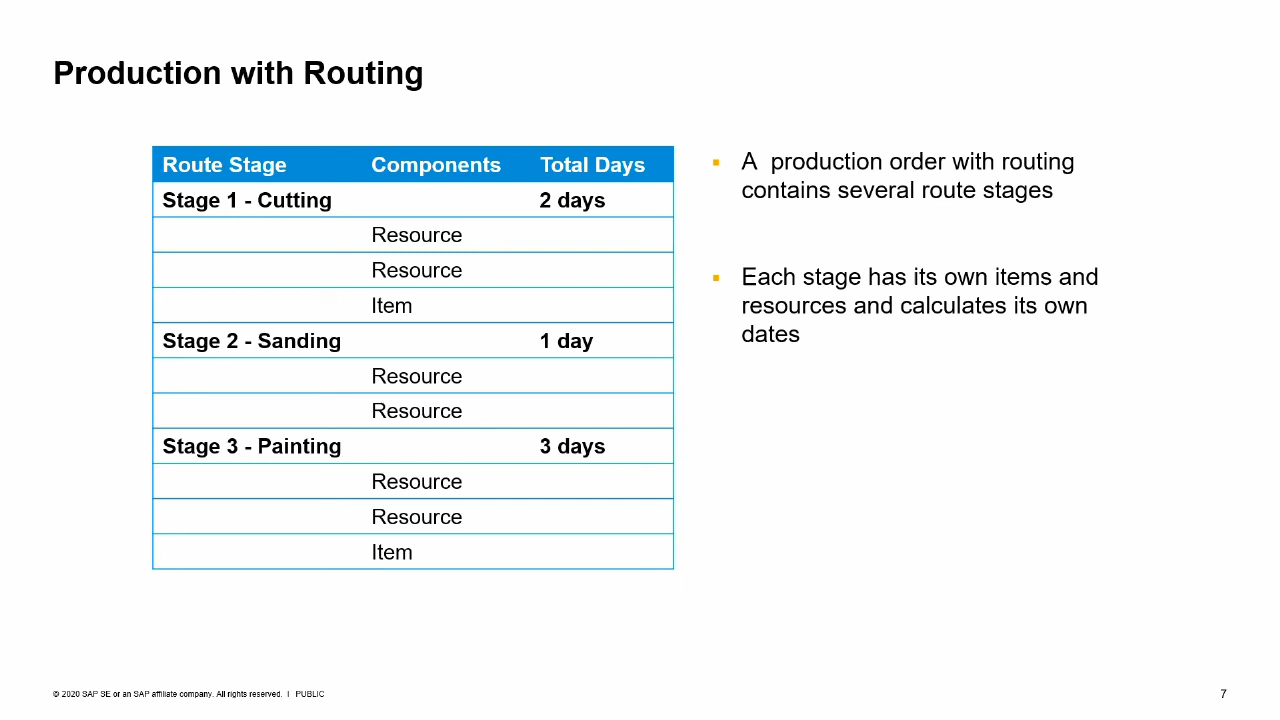 Production with Routing
Route Stage Components Total Days
Stage 1 - Cutting 2 days
Resource
Resource
Item
Stage 2 - Sanding 1 day
Resource
Resource
Stage 3 - Painting 3 days
Resource
Resource
Item
A production order with routing
contains several route stages
Each stage has its own items and
resources and calculates its own
dates
© 2020 SAP SE or an SAP affiliate company. All rights reserved. I PUBLIC
7